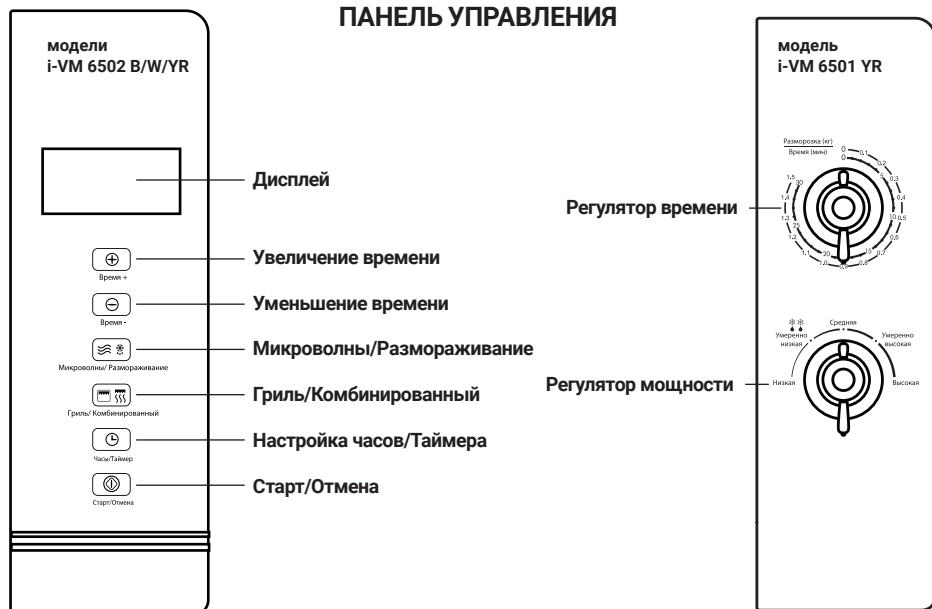 ПАНЕЛЬ УПРАВЛЕНИЯ
модели
i-VM 6502 B/W/YR
Дисплей
Увеличение времени
Время +
Уменьшение времени
Время -
Микроволны/Размораживание
Микроволны/ Размораживание
Гриль/Комбинированный
Гриль/ Комбинированный
Настройка часов/Таймера
Часы/Таймер
Старт/Отмена
Старт/Отмена
модель
i-VM 6501 YR
Разморозка (кг)
Время (мин)
0 0.1 0.2 0.3 0.4 0.5 0.6 0.7 0.8 0.9 1.0 1.1 1.2 1.3 1.4 1.5
0 5 10 15 20 25 30
Регулятор времени
Регулятор мощности
Низкая
Умеренно
низкая
Средняя
Умеренно
высокая
Высокая